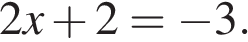 2x + 2 = −3.